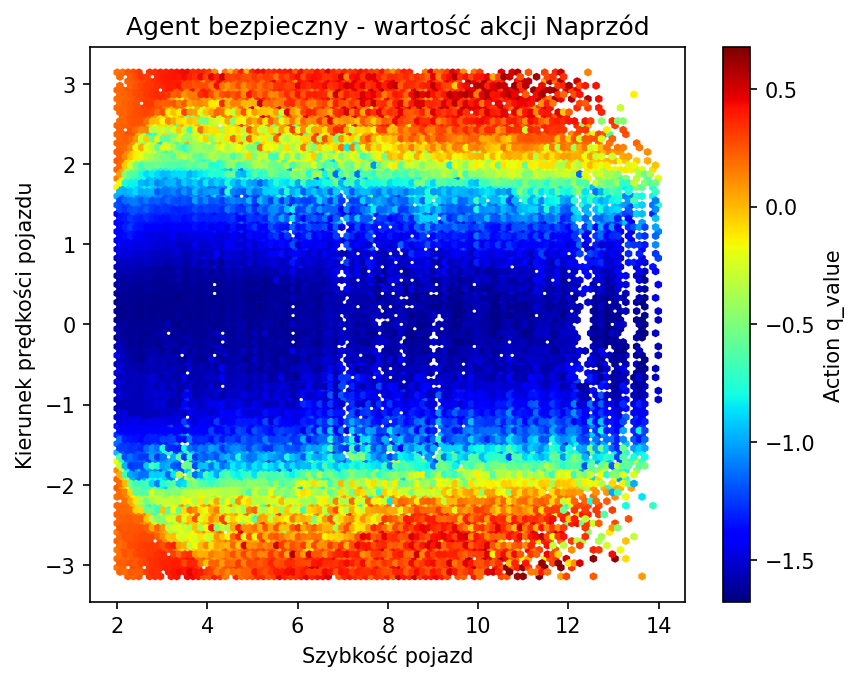 Agent bezpieczny - wartość akcji Naprzód
3
2
1
0
−1
−2
−3
Kierunek prędkości pojazdu
2 4 6 8 10 12 14
Szybkość pojazd
0.5
0.0
−0.5
−1.0
−1.5
Action q_value